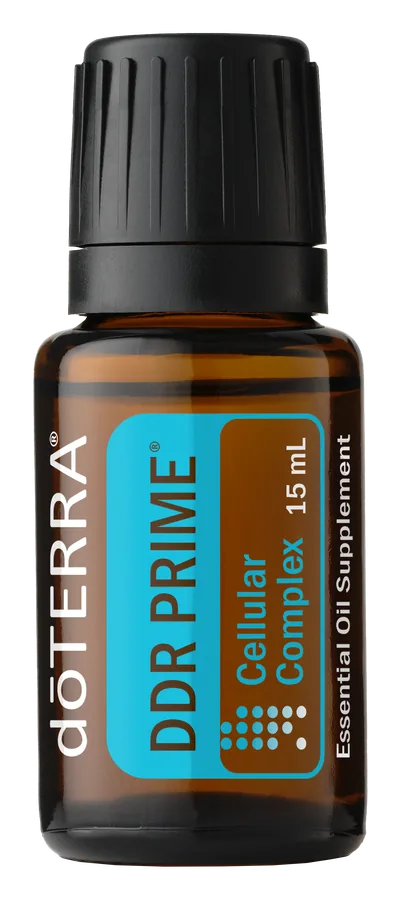 dōTERRA®
DDR PRIME®
Cellular
Complex 15 mL
Essential Oil Supplement